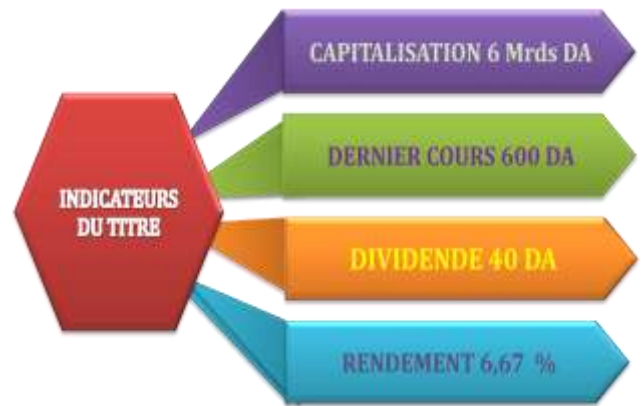 INDICATEURS
DU TITRE
CAPITALISATION 6 Mrds DA
DERNIER COURS 600 DA
DIVIDENDE 40 DA
RENDEMENT 6,67 %